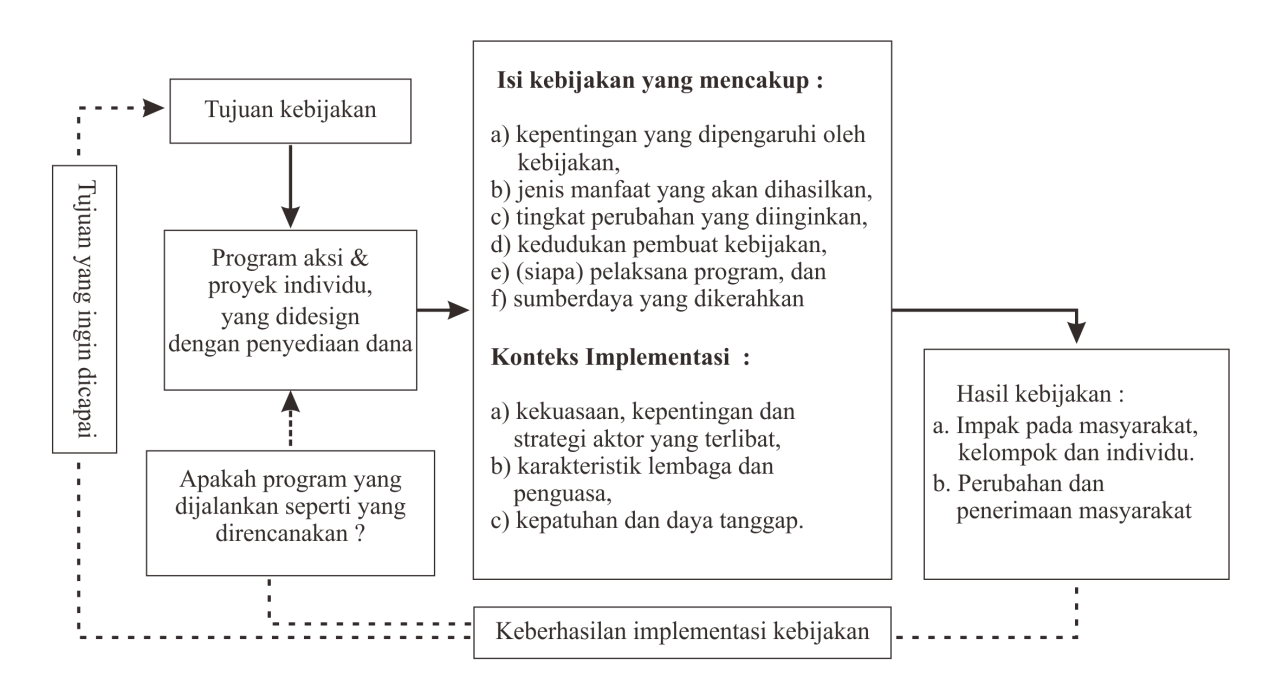 Tujuan kebijakan
Tujuan yang ingin dicapai
Program aksi &
proyek individu,
yang didesign
dengan penyediaan dana
Apakah program yang
dijalankan seperti yang
direncanakan ?
Isi kebijakan yang mencakup :
a) kepentingan yang dipengaruhi oleh
kebijakan,
b) jenis manfaat yang akan dihasilkan,
c) tingkat perubahan yang diinginkan,
d) kedudukan pembuat kebijakan,
e) (siapa) pelaksana program, dan
f) sumberdaya yang dikerahkan
Konteks Implementasi :
a) kekuasaan, kepentingan dan
strategi aktor yang terlibat,
b) karakteristik lembaga dan
penguasa,
c) kepatuhan dan daya tanggap.
Hasil kebijakan :
a. Impak pada masyarakat,
kelompok dan individu.
b. Perubahan dan
penerimaan masyarakat
Keberhasilan implementasi kebijakan